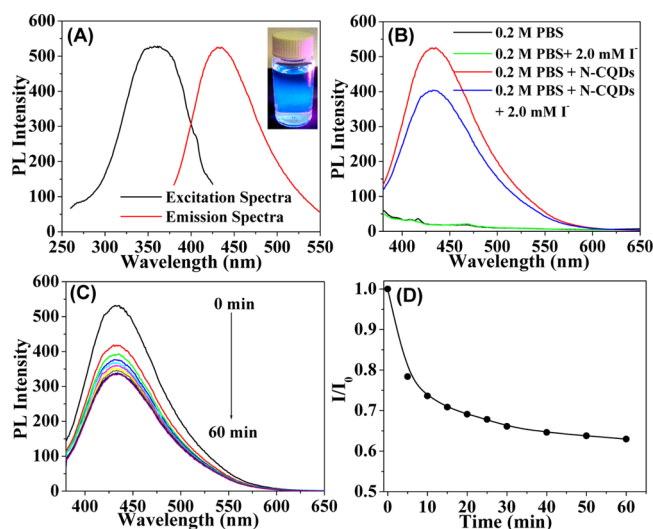 (A)
600
500
400
300
200
100
0
PL Intensity
Excitation Spectra
Emission Spectra
250 300 350 400 450 500 550
Wavelength (nm)
(B)
600
500
400
300
200
100
0
PL Intensity
0.2 M PBS
0.2 M PBS+ 2.0 mM I⁻
0.2 M PBS + N-CQDs
0.2 M PBS + N-CQDs
+ 2.0 mM I⁻
400 450 500 550 600 650
Wavelength (nm)
(C)
600
500
400
300
200
100
0
PL Intensity
0 min
60 min
400 450 500 550 600 650
Wavelength (nm)
(D)
1.0
0.9
0.8
0.7
0.6
0.5
I/I₀
0 10 20 30 40 50 60
Time (min)